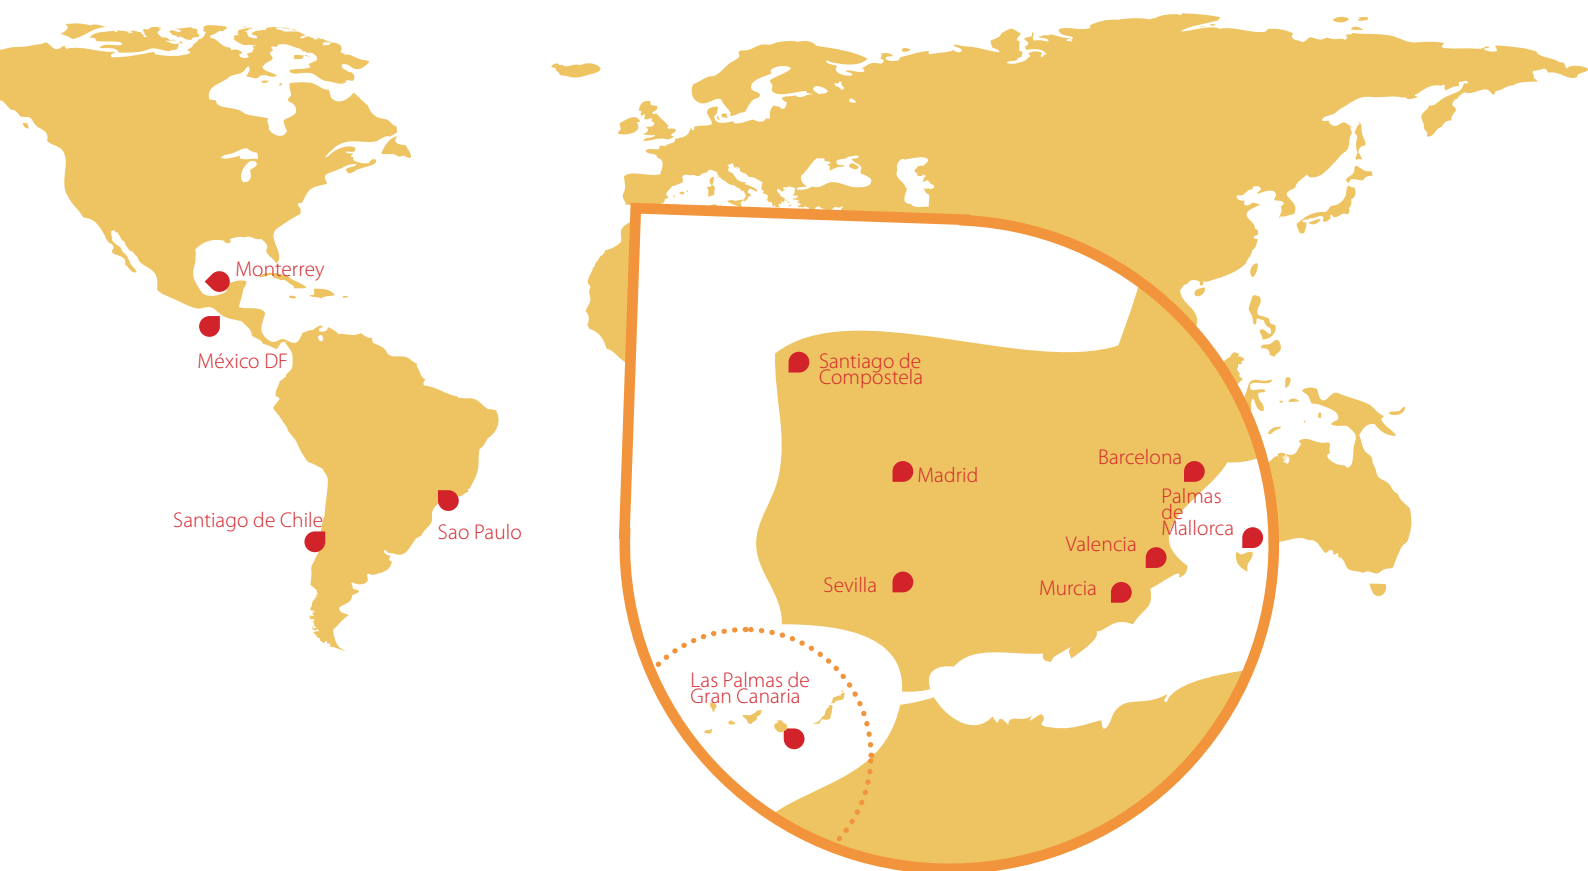 Monterrey
México DF
Santiago de
Compostela
Madrid
Barcelona
Palmas
de
Mallorca
Santiago de Chile
Sao Paulo
Valencia
Sevilla
Murcia
Las Palmas de
Gran Canaria